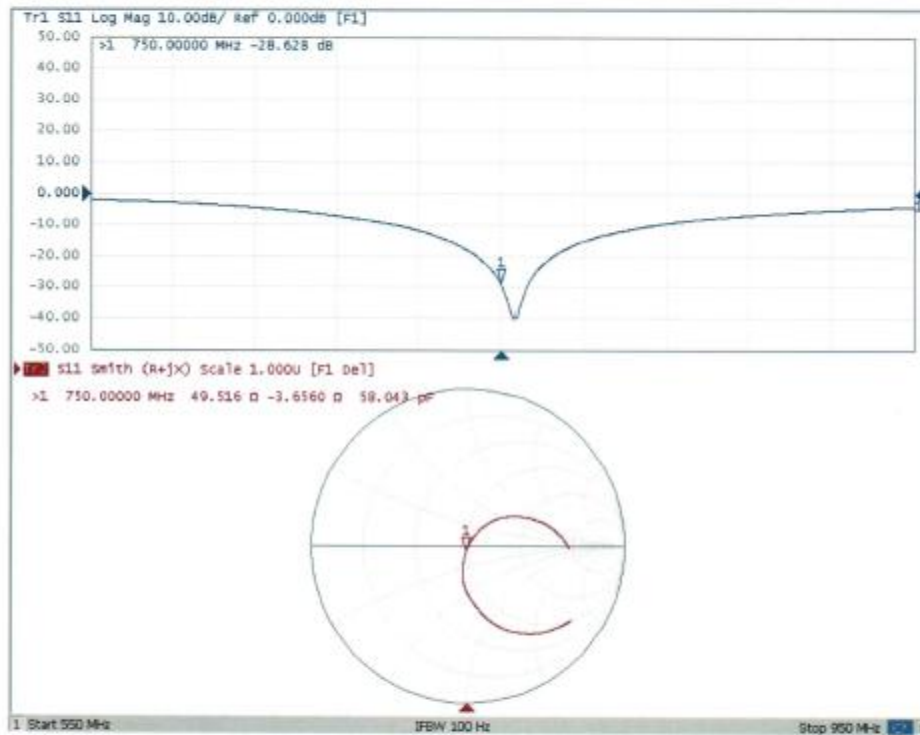 Tr1 S11 Log Mag 10.00dB/ Ref 0.000dB [F1]
50.00
>1 750.00000 MHz -28.628 dB
40.00
30.00
20.00
10.00
0.000
-10.00
-20.00
1
-30.00
-40.00
-50.00
S11 Smith (R+jX) Scale 1.000U [F1 Del]
>1 750.00000 MHz 49.516 Ω -3.6560 Ω 58.043 pF
1
1 Start 550 MHz IFBW 100 Hz Stop 950 MHz